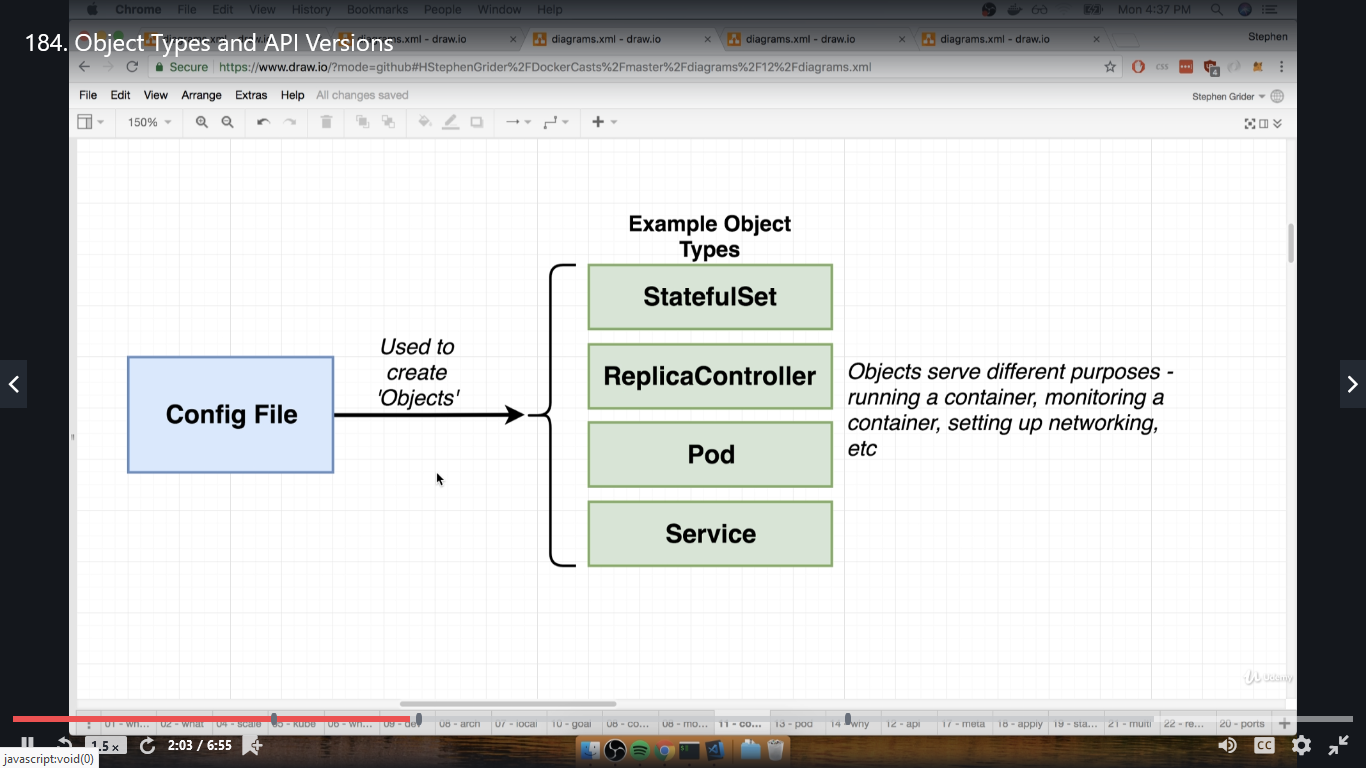 Chrome File Edit View History Bookmarks People Window Help Mon 4:37 PM
184. Object Types and API Versions
diagrams.xml - draw.io
diagrams.xml - draw.io
diagrams.xml - draw.io
diagrams.xml - draw.io
Stephen
Secure https://www.draw.io/?mode=github#HStephenGrider%2FDockerCasts%2Fmaster%2Fdiagrams%2F12%2Fdiagrams.xml
File Edit View Arrange Extras Help All changes saved
Stephen Grider
150%
Example Object
Types
StatefulSet
Used to
create
'Objects'
Config File
ReplicaController
Objects serve different purposes -
running a container, monitoring a
container, setting up networking,
etc
Pod
Service
Udemy
01 - wh... 02 - what 04 - scale 05 - kube 06 - wh... 09 - dev 08 - arch 07 - local 10 - goal 06 - co... 08 - mo... 11 - co... 13 - pod 14 - why 12 - api 17 - meta 16 - apply 19 - sta... 21 - multi 22 - re... 20 - ports
1.5 x 2:03 / 6:55 CC
javascript:void(0)